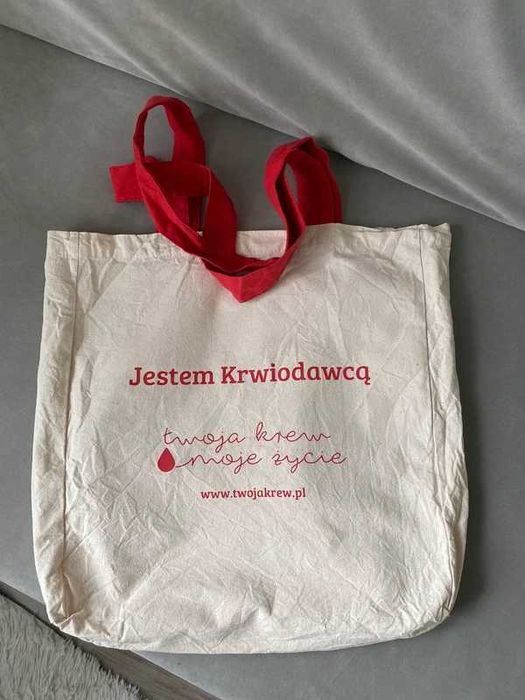 Jestem Krwiodawcą
twoja krew
moje życie
www.twojakrew.pl